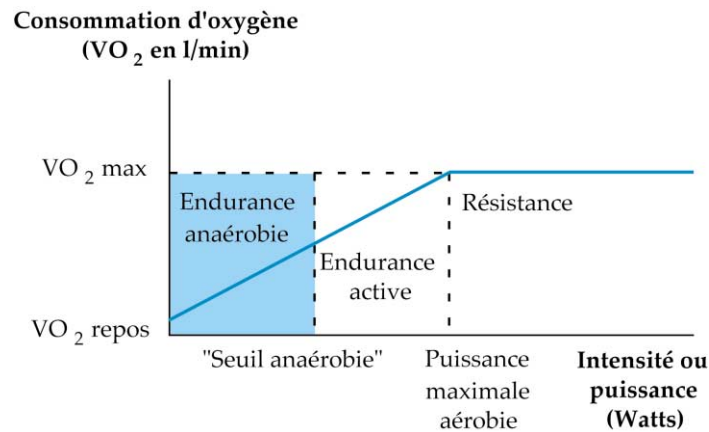 Consommation d'oxygène
(VO 2 en l/min)
VO 2 max
Endurance
anaérobie
Résistance
Endurance
active
VO 2 repos
"Seuil anaérobie"
Puissance
maximale
aérobie
Intensité ou
puissance
(Watts)